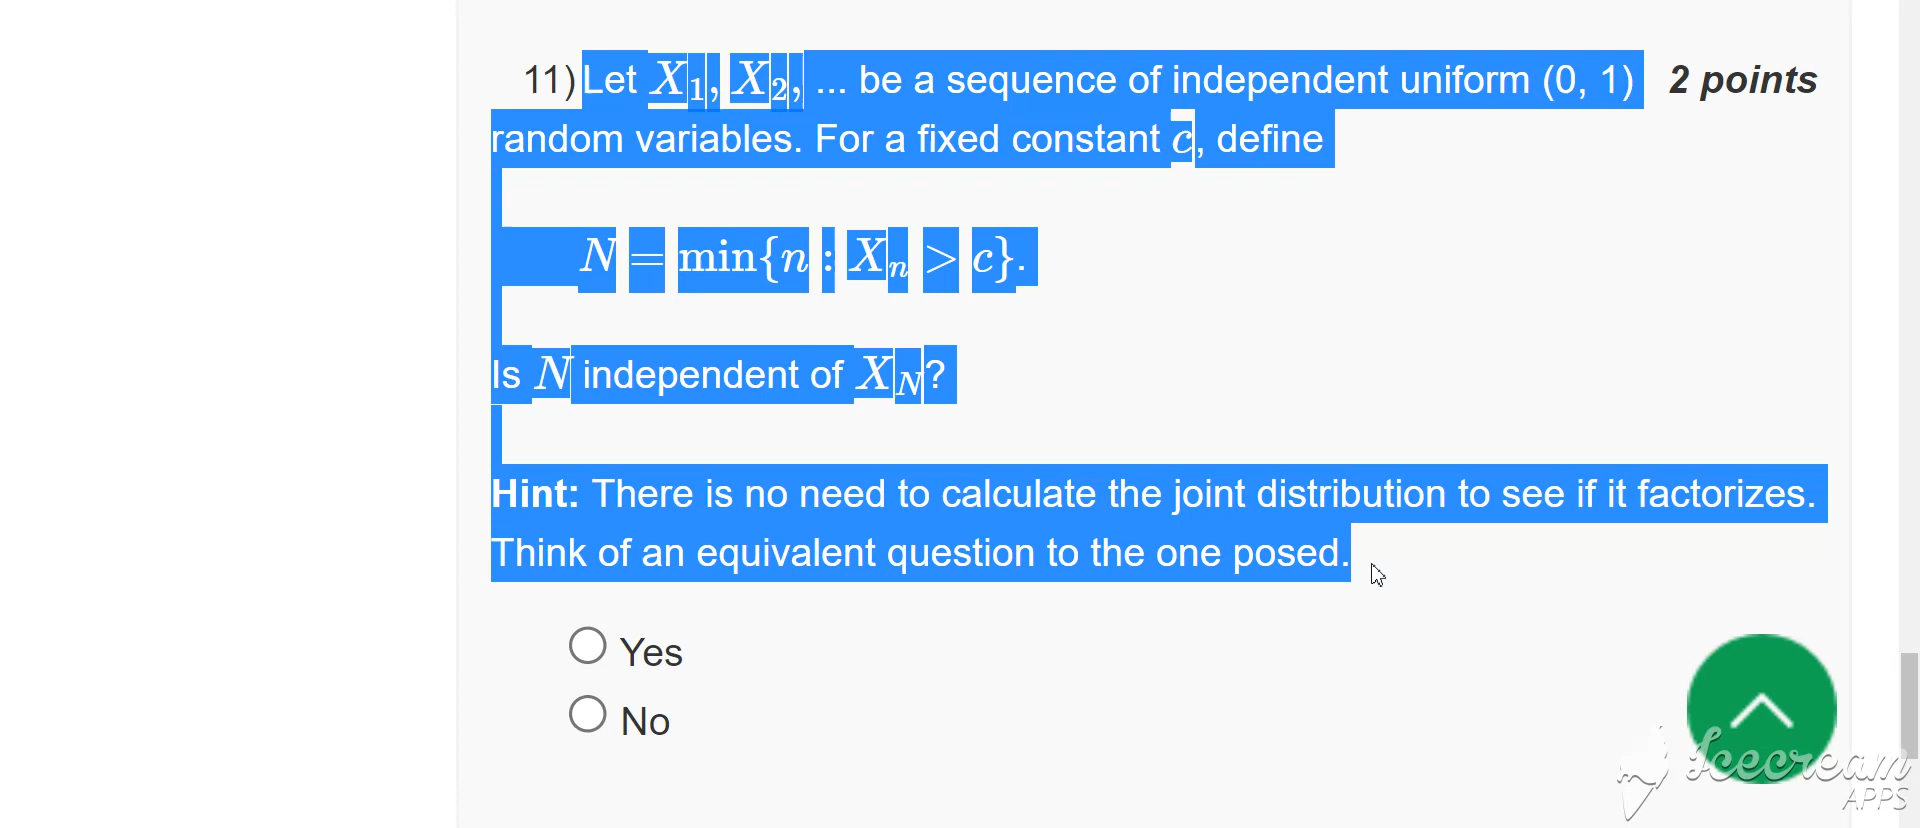 11) Let X₁, X₂, ... be a sequence of independent uniform (0, 1) 2 points
random variables. For a fixed constant c, define
N = min{n : Xₙ > c}.
Is N independent of X_N?
Hint: There is no need to calculate the joint distribution to see if it factorizes.
Think of an equivalent question to the one posed.
Yes
No
Icecream
APPS